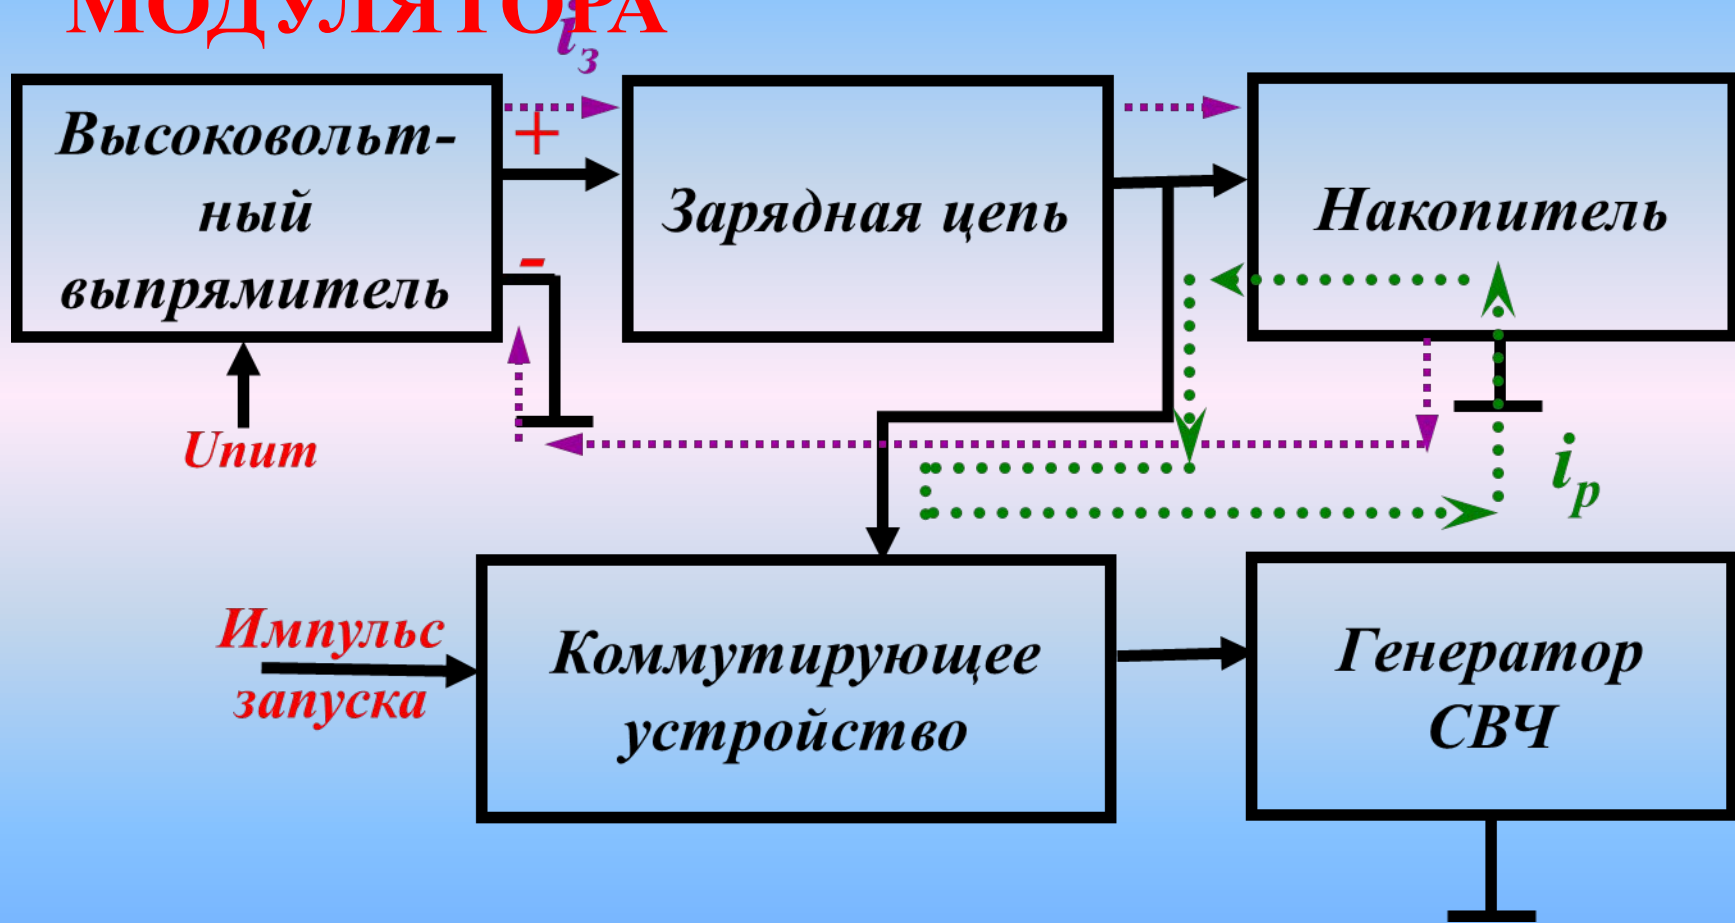 МОДУЛЯТОРА
iз
+
Высоковольт-
ный
выпрямитель
-
Зарядная цепь
Накопитель
Uпит
ip
Импульс
запуска
Коммутирующее
устройство
Генератор
СВЧ